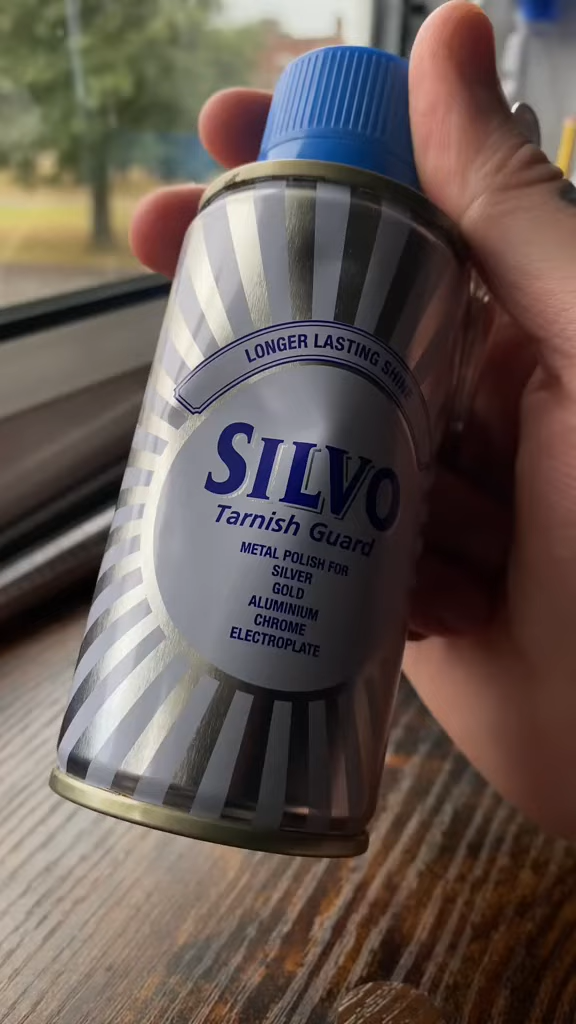 LONGER LASTING SHINE
SILVO
Tarnish Guard
METAL POLISH FOR
SILVER
GOLD
ALUMINIUM
CHROME
ELECTROPLATE